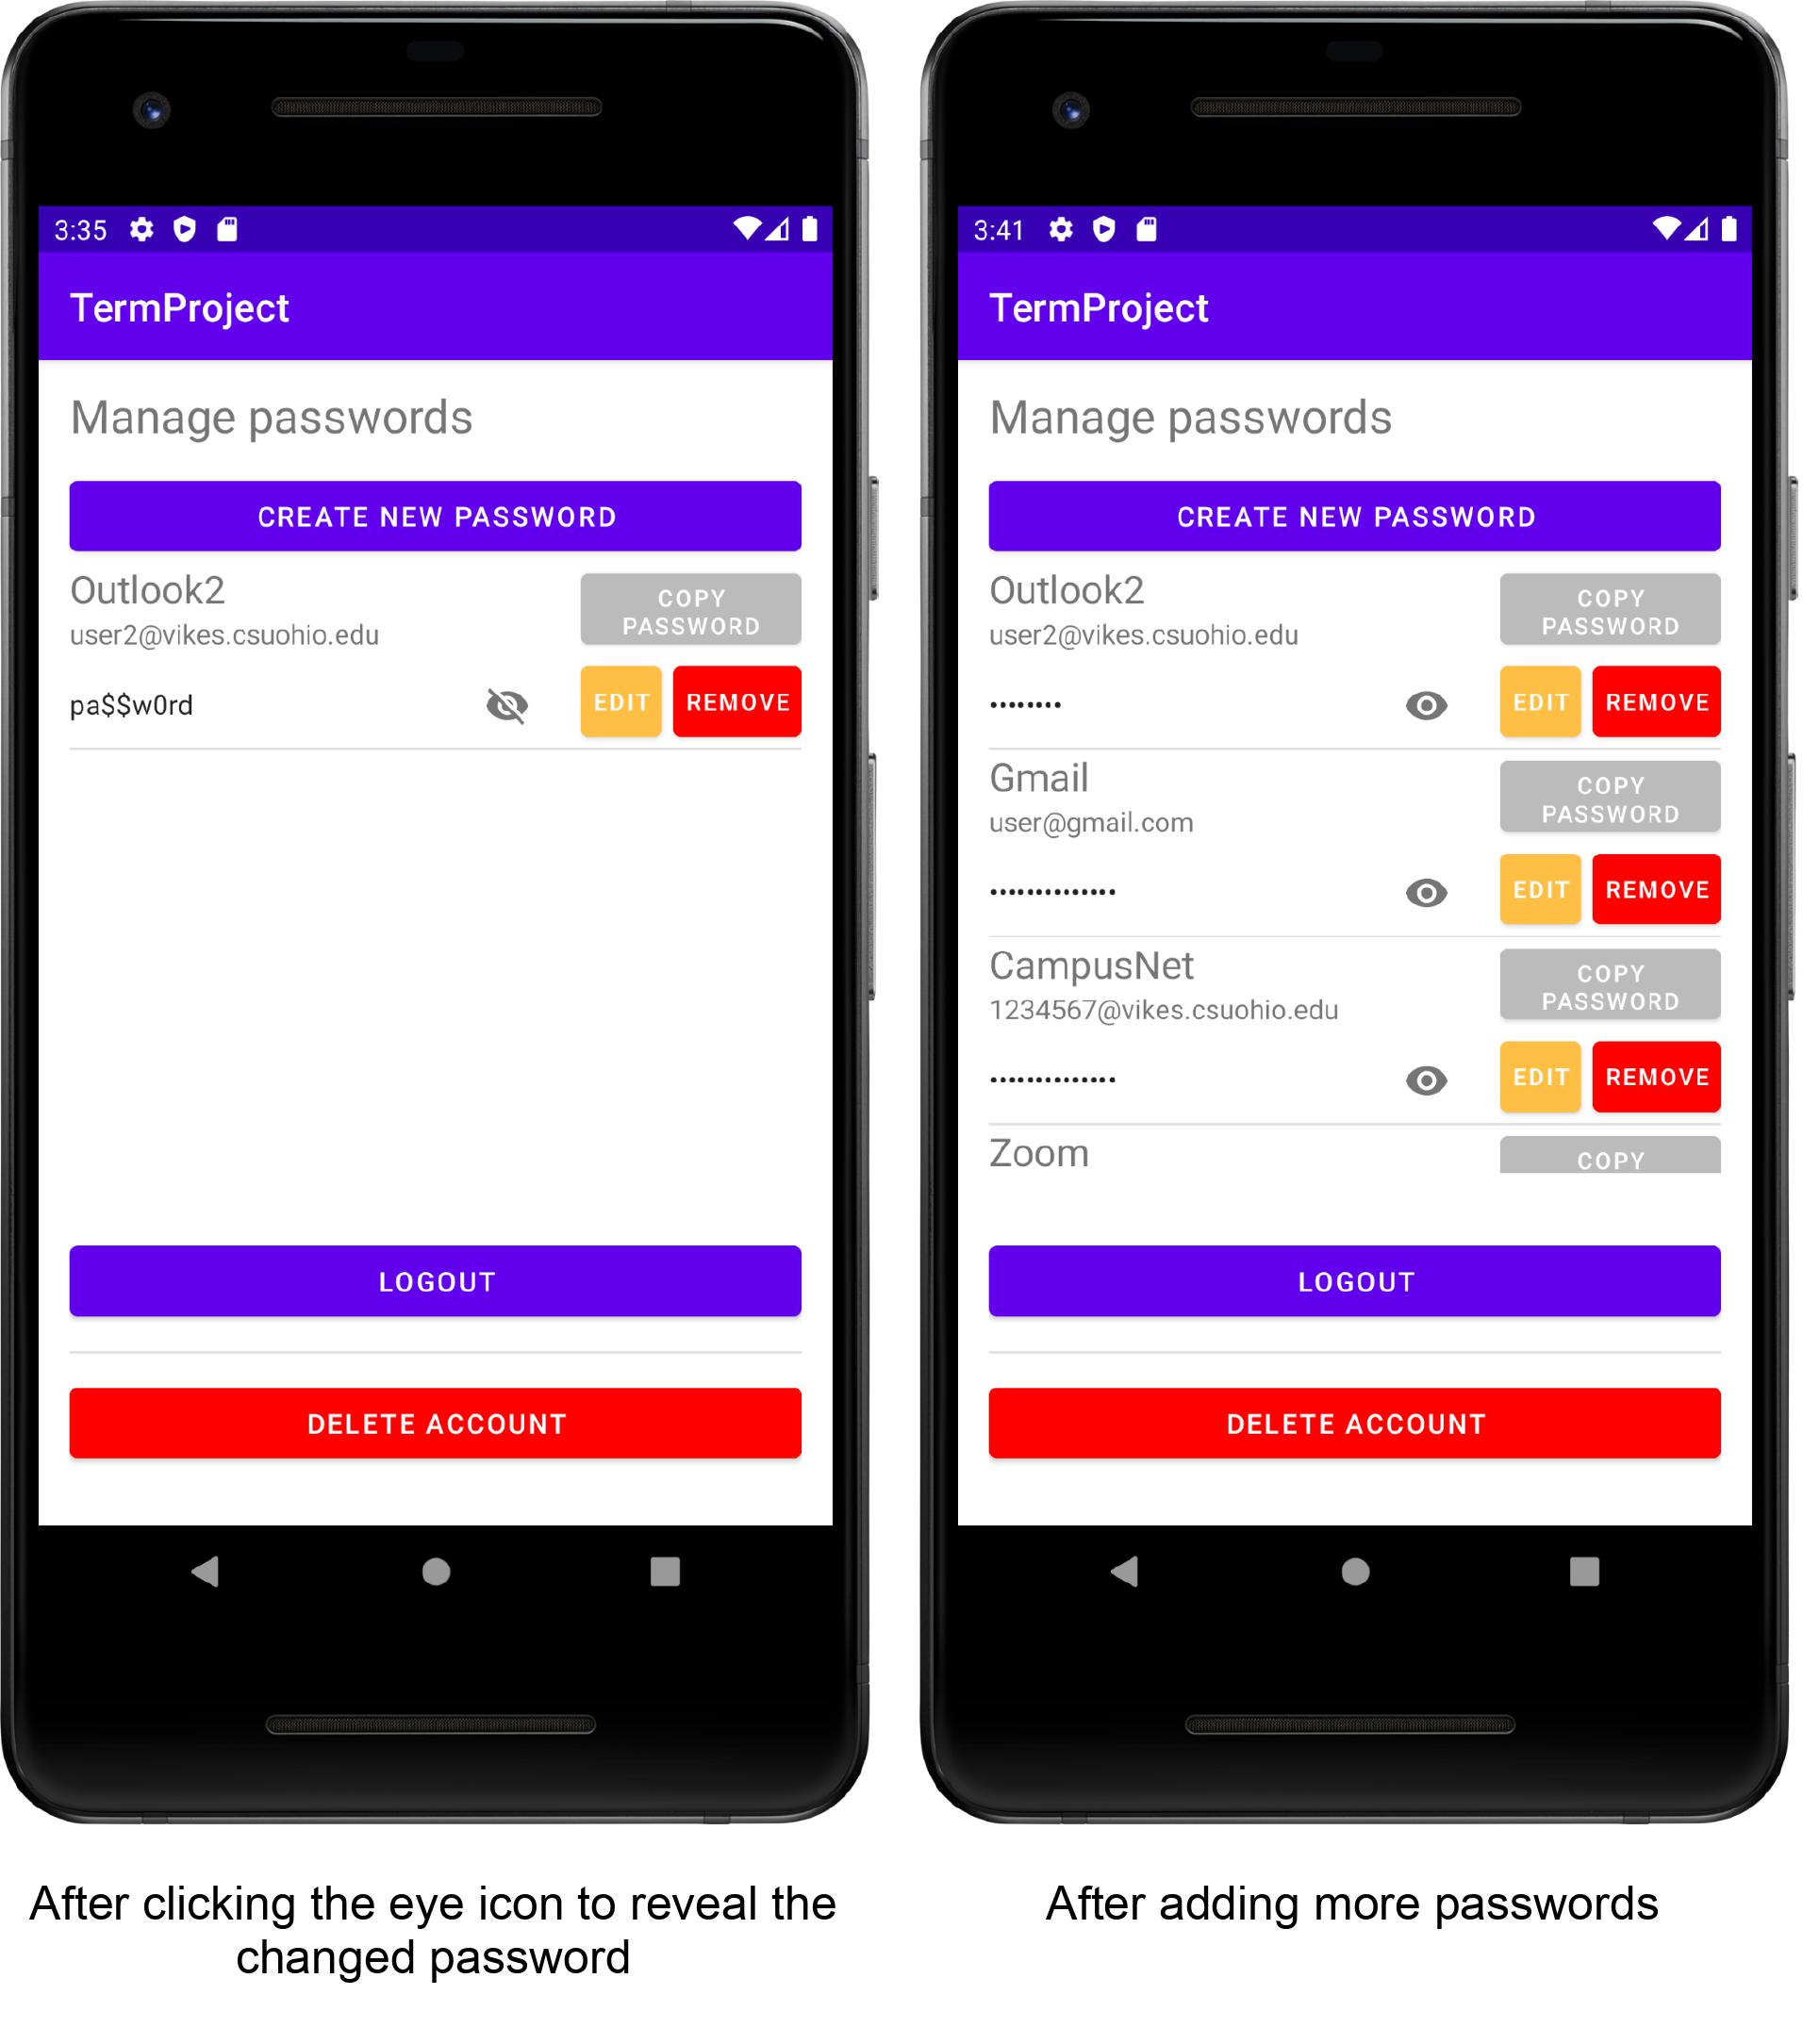 3:35
TermProject
Manage passwords
CREATE NEW PASSWORD
Outlook2
user2@vikes.csuohio.edu
COPY
PASSWORD
pa$$w0rd
EDIT
REMOVE
LOGOUT
DELETE ACCOUNT
After clicking the eye icon to reveal the
changed password
3:41
TermProject
Manage passwords
CREATE NEW PASSWORD
Outlook2
user2@vikes.csuohio.edu
COPY
PASSWORD
••••••••
EDIT
REMOVE
Gmail
user@gmail.com
COPY
PASSWORD
••••••••••••••
EDIT
REMOVE
CampusNet
1234567@vikes.csuohio.edu
COPY
PASSWORD
••••••••••••••
EDIT
REMOVE
Zoom
COPY
LOGOUT
DELETE ACCOUNT
After adding more passwords